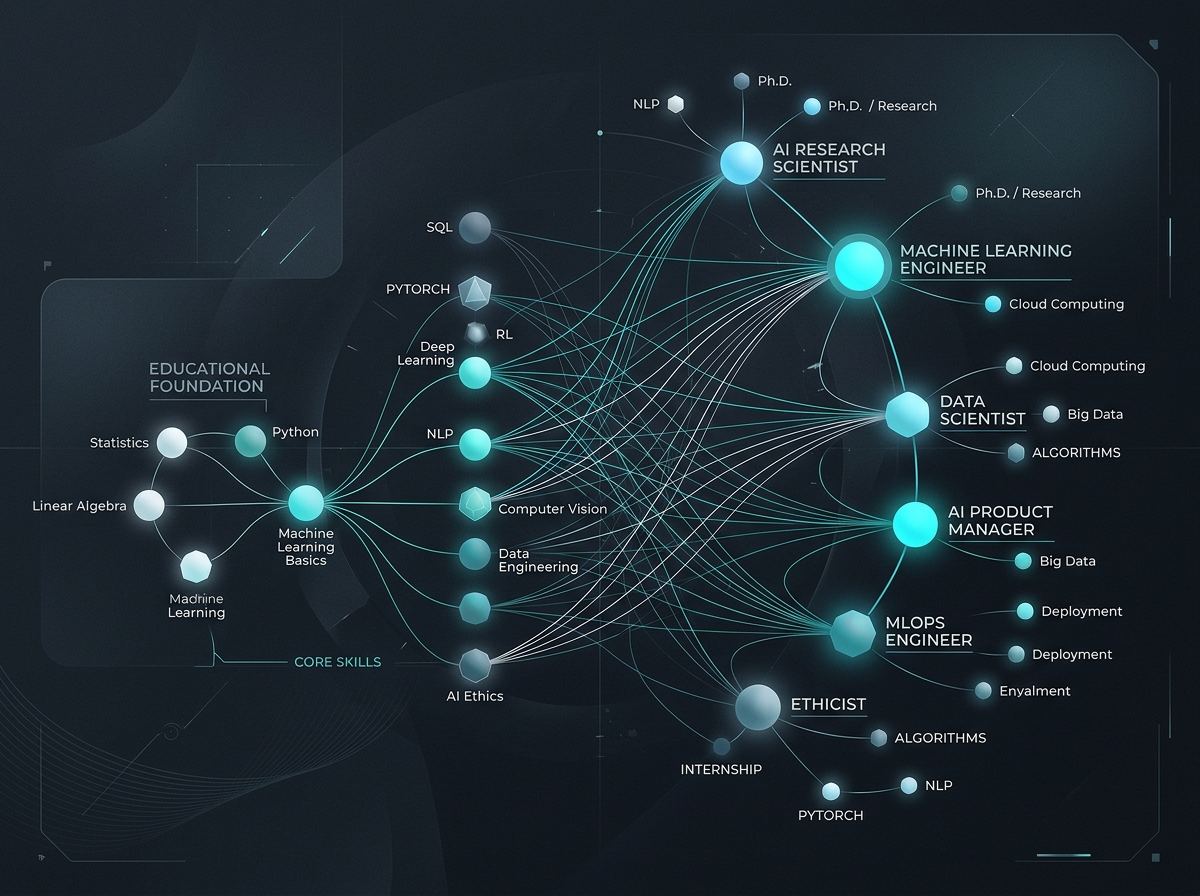 Ph.D.
NLP
Ph.D. / Research
AI RESEARCH
SCIENTIST
Ph.D. / Research
SQL
MACHINE LEARNING
ENGINEER
PYTORCH
Cloud Computing
RL
Deep
Learning
EDUCATIONAL
FOUNDATION
Cloud Computing
DATA
SCIENTIST
Big Data
Python
NLP
Statistics
ALGORITHMS
Linear Algebra
Computer Vision
AI PRODUCT
MANAGER
Machine
Learning
Basics
Data
Engineering
Big Data
Learning
Deployment
MLOPS
ENGINEER
Deployment
CORE SKILLS
Enyalment
AI Ethics
ETHICIST
ALGORITHMS
INTERNSHIP
NLP
PYTORCH